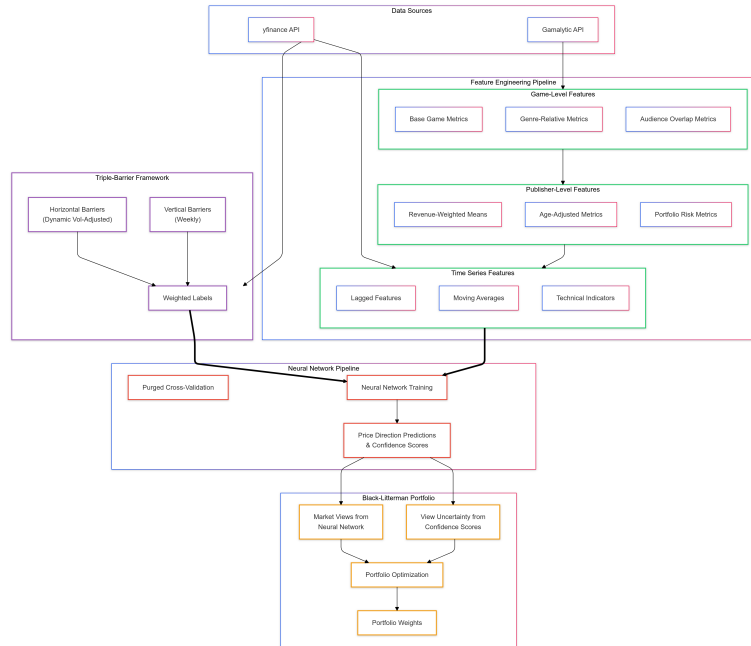 Data Sources
yfinance API
Gamalytic API
Feature Engineering Pipeline
Game-Level Features
Base Game Metrics
Genre-Relative Metrics
Audience Overlap Metrics
Triple-Barrier Framework
Horizontal Barriers
(Dynamic Vol-Adjusted)
Vertical Barriers
(Weekly)
Weighted Labels
Publisher-Level Features
Revenue-Weighted Means
Age-Adjusted Metrics
Portfolio Risk Metrics
Time Series Features
Lagged Features
Moving Averages
Technical Indicators
Neural Network Pipeline
Purged Cross-Validation
Neural Network Training
Price Direction Predictions
& Confidence Scores
Black-Litterman Portfolio
Market Views from
Neural Network
View Uncertainty from
Confidence Scores
Portfolio Optimization
Portfolio Weights